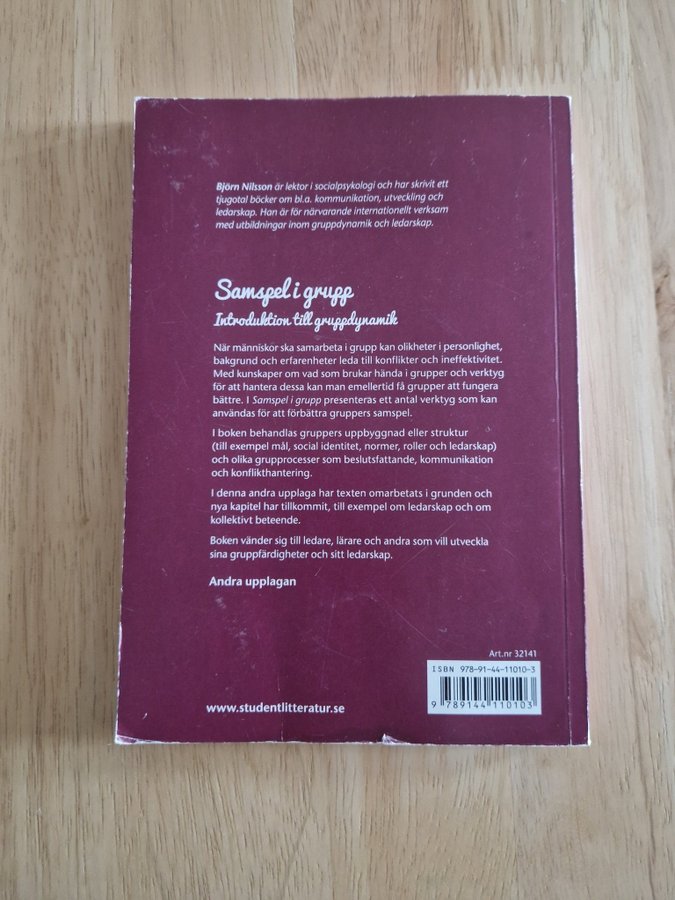 Björn Nilsson är lektor i socialpsykologi och har skrivit ett
tjugotal böcker om bl.a. kommunikation, utveckling och
ledarskap. Han är för närvarande internationellt verksam
med utbildningar inom gruppdynamik och ledarskap.
Samspel i grupp
Introduktion till gruppdynamik
När människor ska samarbeta i grupp kan olikheter i personlighet,
bakgrund och erfarenheter leda till konflikter och ineffektivitet.
Med kunskaper om vad som brukar hända i grupper och verktyg
för att hantera dessa kan man emellertid få grupper att fungera
bättre. I Samspel i grupp presenteras ett antal verktyg som kan
användas för att förbättra gruppers samspel.
I boken behandlas gruppers uppbyggnad eller struktur
(till exempel mål, social identitet, normer, roller och ledarskap)
och olika grupprocesser som beslutsfattande, kommunikation
och konflikthantering.
I denna andra upplaga har texten omarbetats i grunden och
nya kapitel har tillkommit, till exempel om ledarskap och om
kollektivt beteende.
Boken vänder sig till ledare, lärare och andra som vill utveckla
sina gruppfärdigheter och sitt ledarskap.
Andra upplagan
Art.nr 32141
ISBN 978-91-44-11010-3
9 789144 110103
www.studentlitteratur.se